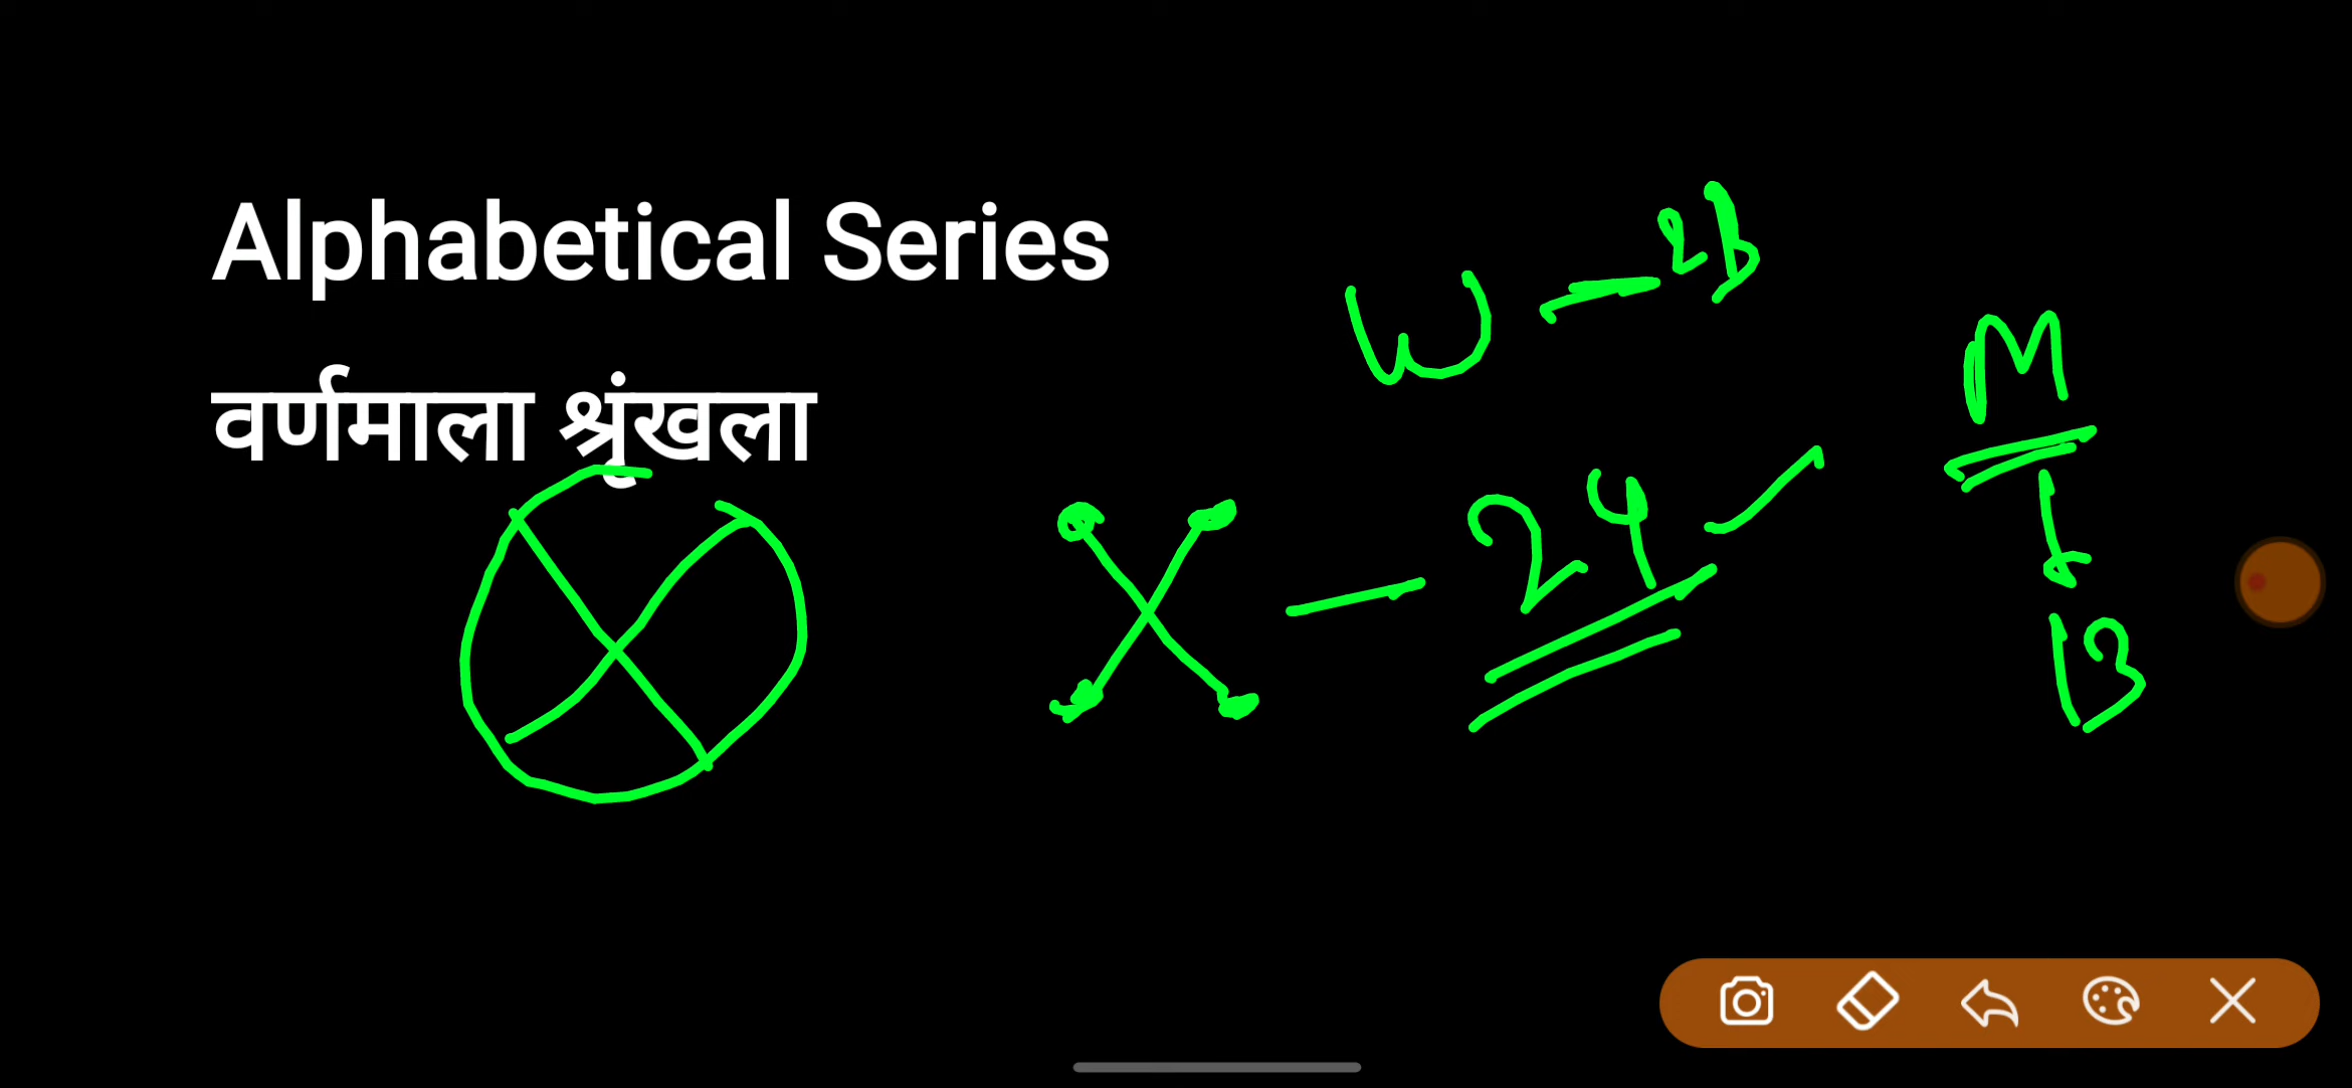 Alphabetical Series
वर्णमाला श्रुंखला
W - 23
X - 24
M
13